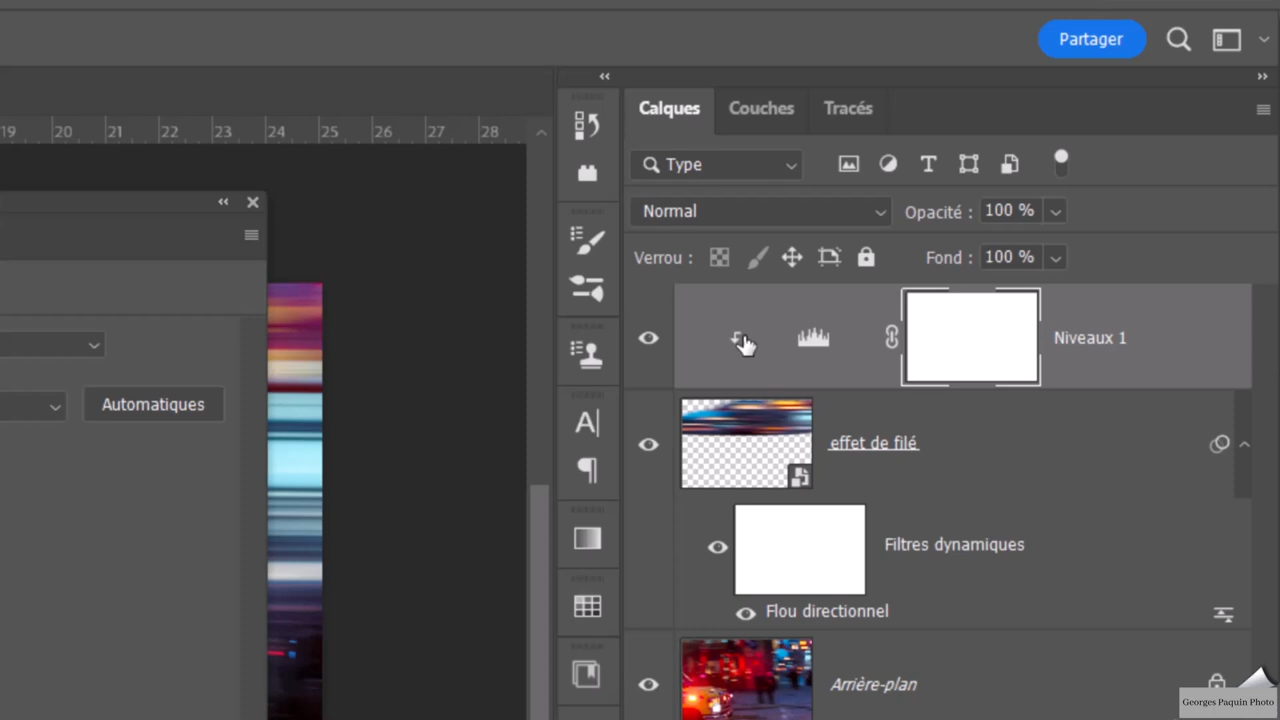 Partager
Calques Couches Tracés
19 20 21 22 23 24 25 26 27 28
Type
Normal Opacité : 100 %
Verrou : Fond : 100 %
Niveaux 1
Automatiques
effet de filé
Filtres dynamiques
Flou directionnel
Arrière-plan
Georges Paquin Photo